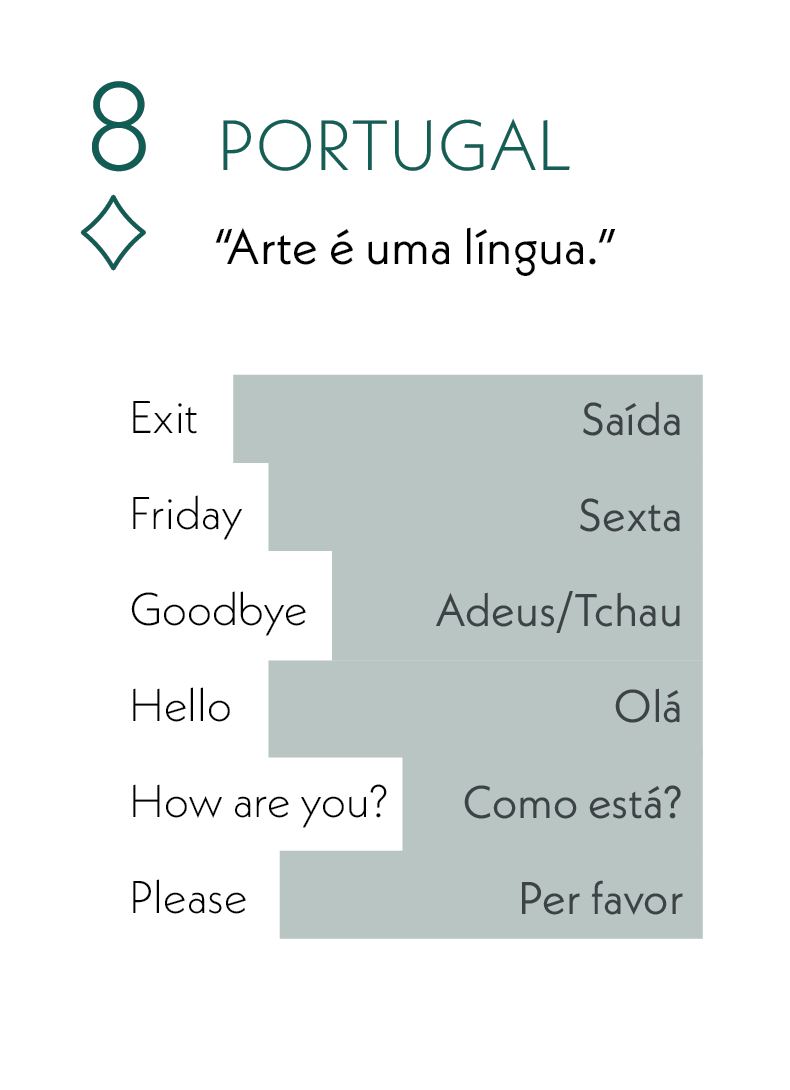 8 PORTUGAL
“Arte é uma língua.”
Exit Saída
Friday Sexta
Goodbye Adeus/Tchau
Hello Olá
How are you? Como está?
Please Per favor